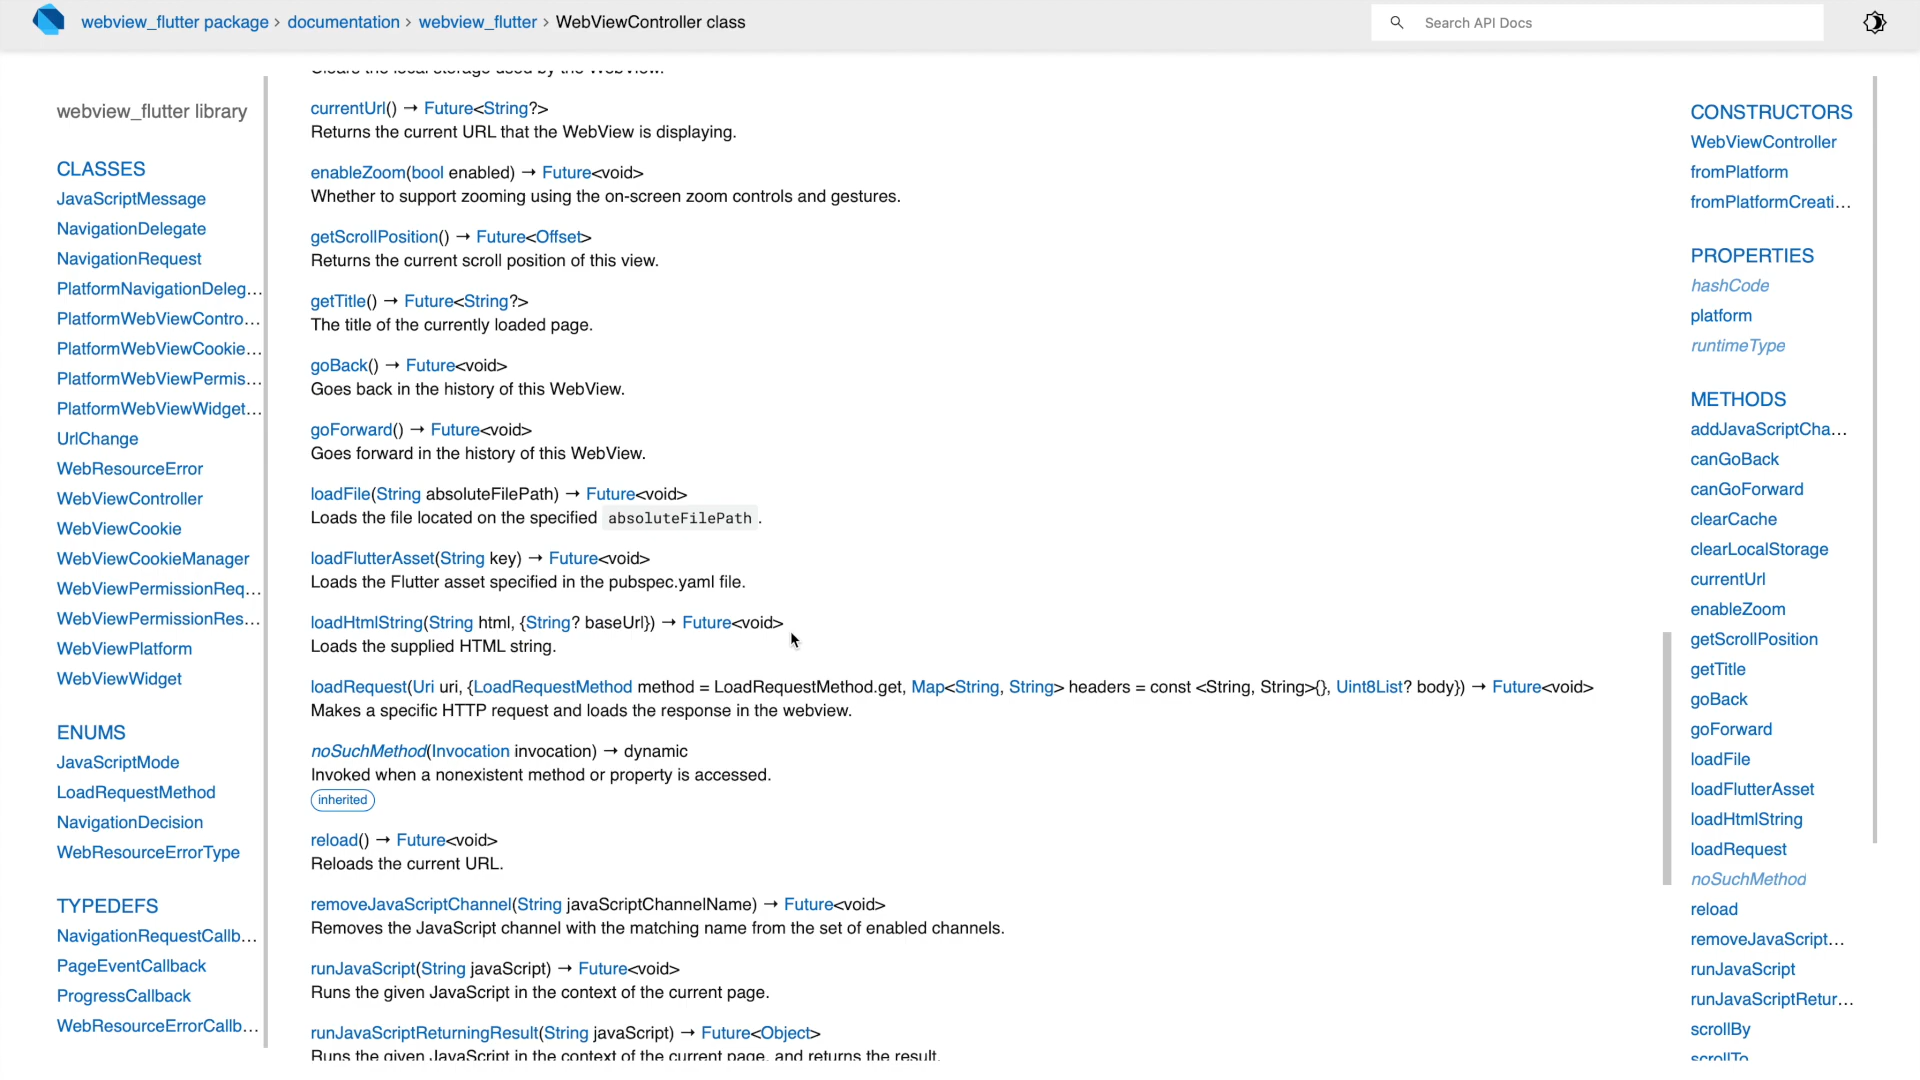 webview_flutter package › documentation › webview_flutter › WebViewController class
Search API Docs
webview_flutter library
CLASSES
JavaScriptMessage
NavigationDelegate
NavigationRequest
PlatformNavigationDeleg...
PlatformWebViewContro...
PlatformWebViewCookie...
PlatformWebViewPermis...
PlatformWebViewWidget...
UrlChange
WebResourceError
WebViewController
WebViewCookie
WebViewCookieManager
WebViewPermissionReq...
WebViewPermissionRes...
WebViewPlatform
WebViewWidget
ENUMS
JavaScriptMode
LoadRequestMethod
NavigationDecision
WebResourceErrorType
TYPEDEFS
NavigationRequestCallb...
PageEventCallback
ProgressCallback
WebResourceErrorCallb...
Clears the local storage used by the WebView.
currentUrl() → Future<String?>
Returns the current URL that the WebView is displaying.
enableZoom(bool enabled) → Future<void>
Whether to support zooming using the on-screen zoom controls and gestures.
getScrollPosition() → Future<Offset>
Returns the current scroll position of this view.
getTitle() → Future<String?>
The title of the currently loaded page.
goBack() → Future<void>
Goes back in the history of this WebView.
goForward() → Future<void>
Goes forward in the history of this WebView.
loadFile(String absoluteFilePath) → Future<void>
Loads the file located on the specified absoluteFilePath .
loadFlutterAsset(String key) → Future<void>
Loads the Flutter asset specified in the pubspec.yaml file.
loadHtmlString(String html, {String? baseUrl}) → Future<void>
Loads the supplied HTML string.
loadRequest(Uri uri, {LoadRequestMethod method = LoadRequestMethod.get, Map<String, String> headers = const <String, String>{}, Uint8List? body}) → Future<void>
Makes a specific HTTP request and loads the response in the webview.
noSuchMethod(Invocation invocation) → dynamic
Invoked when a nonexistent method or property is accessed.
inherited
reload() → Future<void>
Reloads the current URL.
removeJavaScriptChannel(String javaScriptChannelName) → Future<void>
Removes the JavaScript channel with the matching name from the set of enabled channels.
runJavaScript(String javaScript) → Future<void>
Runs the given JavaScript in the context of the current page.
runJavaScriptReturningResult(String javaScript) → Future<Object>
Runs the given JavaScript in the context of the current page, and returns the result.
CONSTRUCTORS
WebViewController
fromPlatform
fromPlatformCreati...
PROPERTIES
hashCode
platform
runtimeType
METHODS
addJavaScriptCha...
canGoBack
canGoForward
clearCache
clearLocalStorage
currentUrl
enableZoom
getScrollPosition
getTitle
goBack
goForward
loadFile
loadFlutterAsset
loadHtmlString
loadRequest
noSuchMethod
reload
removeJavaScript...
runJavaScript
runJavaScriptRetur...
scrollBy
scrollTo